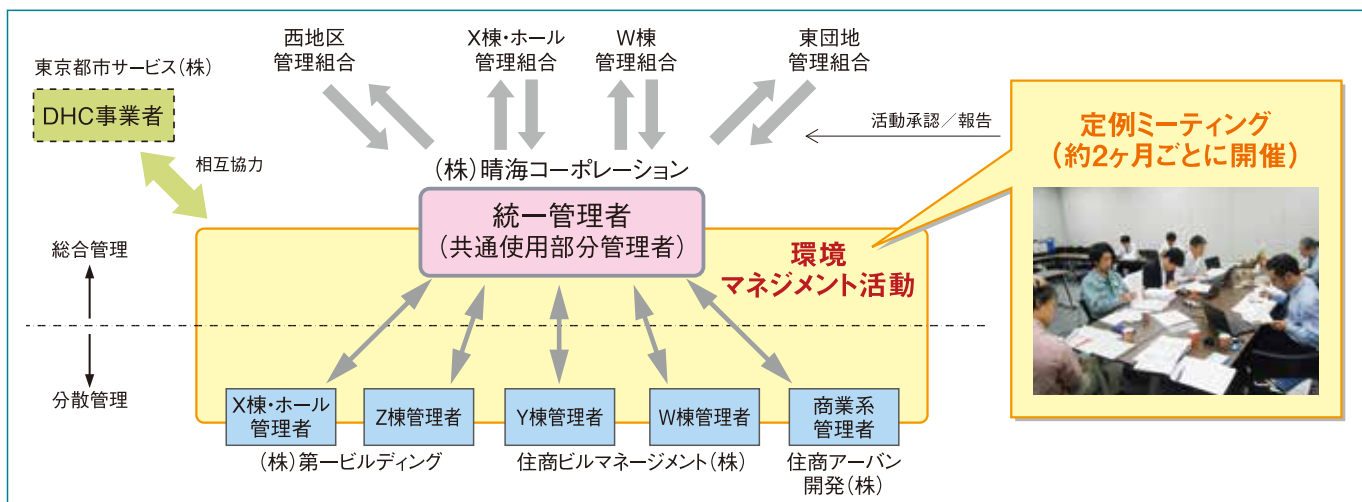 西地区
管理組合
X棟・ホール
管理組合
W棟
管理組合
東団地
管理組合
東京都市サービス(株)
DHC事業者
相互協力
活動承認/報告
定例ミーティング
(約2ヶ月ごとに開催)
(株)晴海コーポレーション
統一管理者
(共通使用部分管理者)
環境
マネジメント活動
総合管理
分散管理
X棟・ホール
管理者
Z棟管理者
Y棟管理者
W棟管理者
商業系
管理者
(株)第一ビルディング
住商ビルマネージメント(株)
住商アーバン
開発(株)